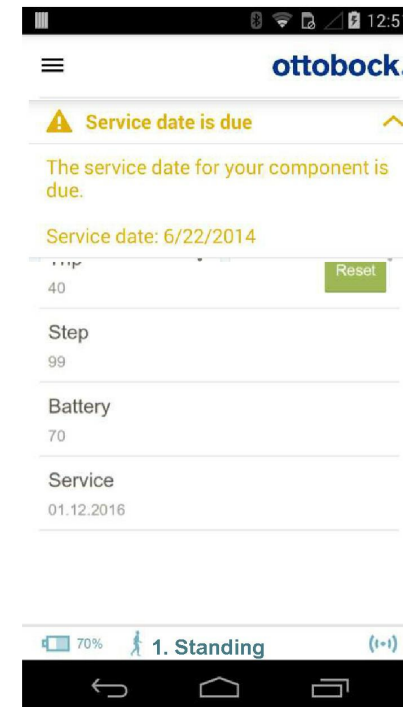 12:5
ottobock.
Service date is due
The service date for your component is
due.
Service date: 6/22/2014
Trip
Reset
40
Step
99
Battery
70
Service
01.12.2016
70%
1. Standing